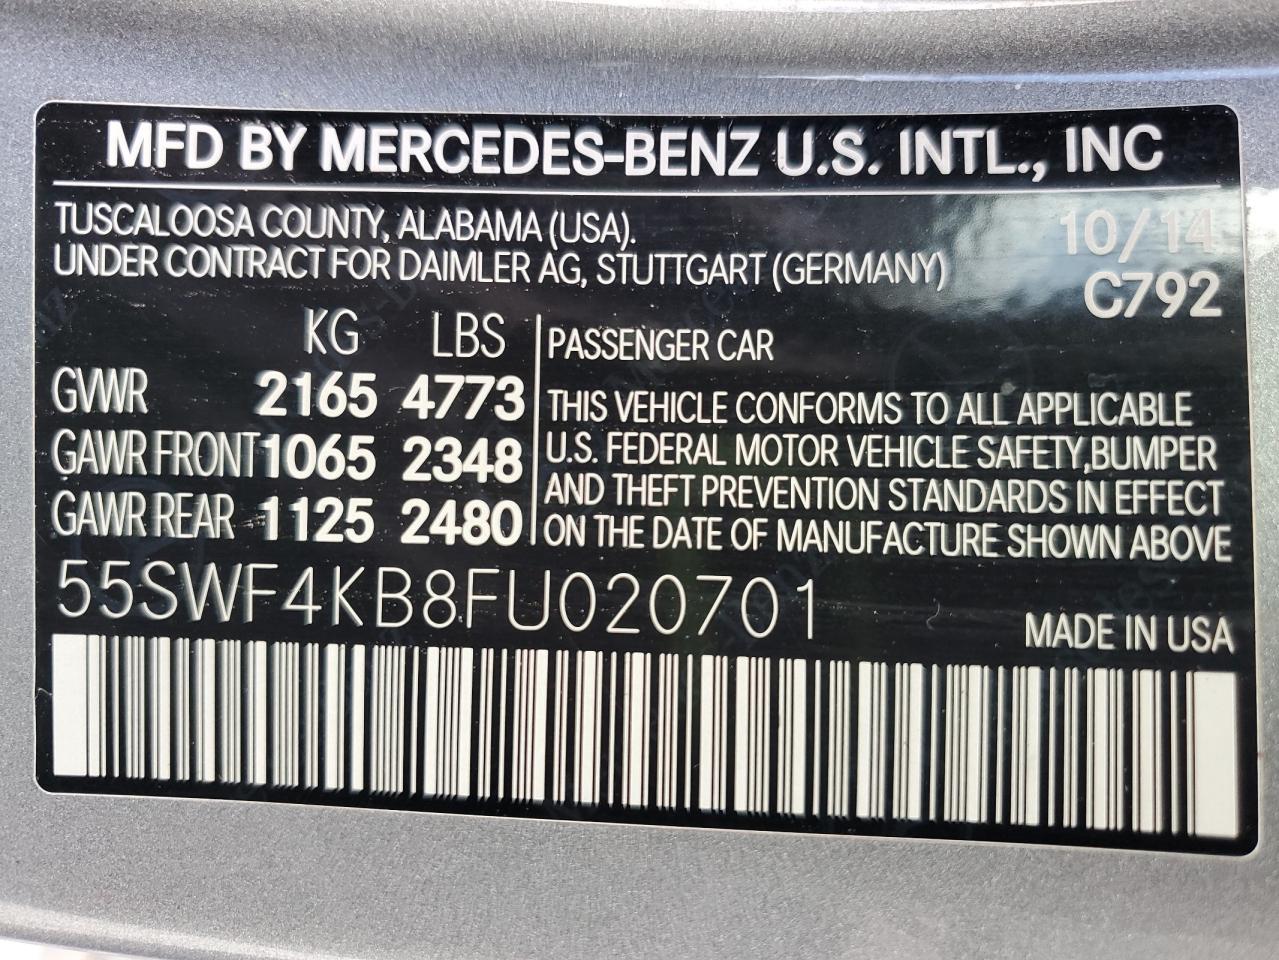 MFD BY MERCEDES-BENZ U.S. INTL., INC
TUSCALOOSA COUNTY, ALABAMA (USA). 10/14
UNDER CONTRACT FOR DAIMLER AG, STUTTGART (GERMANY) C792
KG LBS
GVWR 2165 4773
GAWR FRONT 1065 2348
GAWR REAR 1125 2480
PASSENGER CAR
THIS VEHICLE CONFORMS TO ALL APPLICABLE
U.S. FEDERAL MOTOR VEHICLE SAFETY,BUMPER
AND THEFT PREVENTION STANDARDS IN EFFECT
ON THE DATE OF MANUFACTURE SHOWN ABOVE
55SWF4KB8FU020701
MADE IN USA